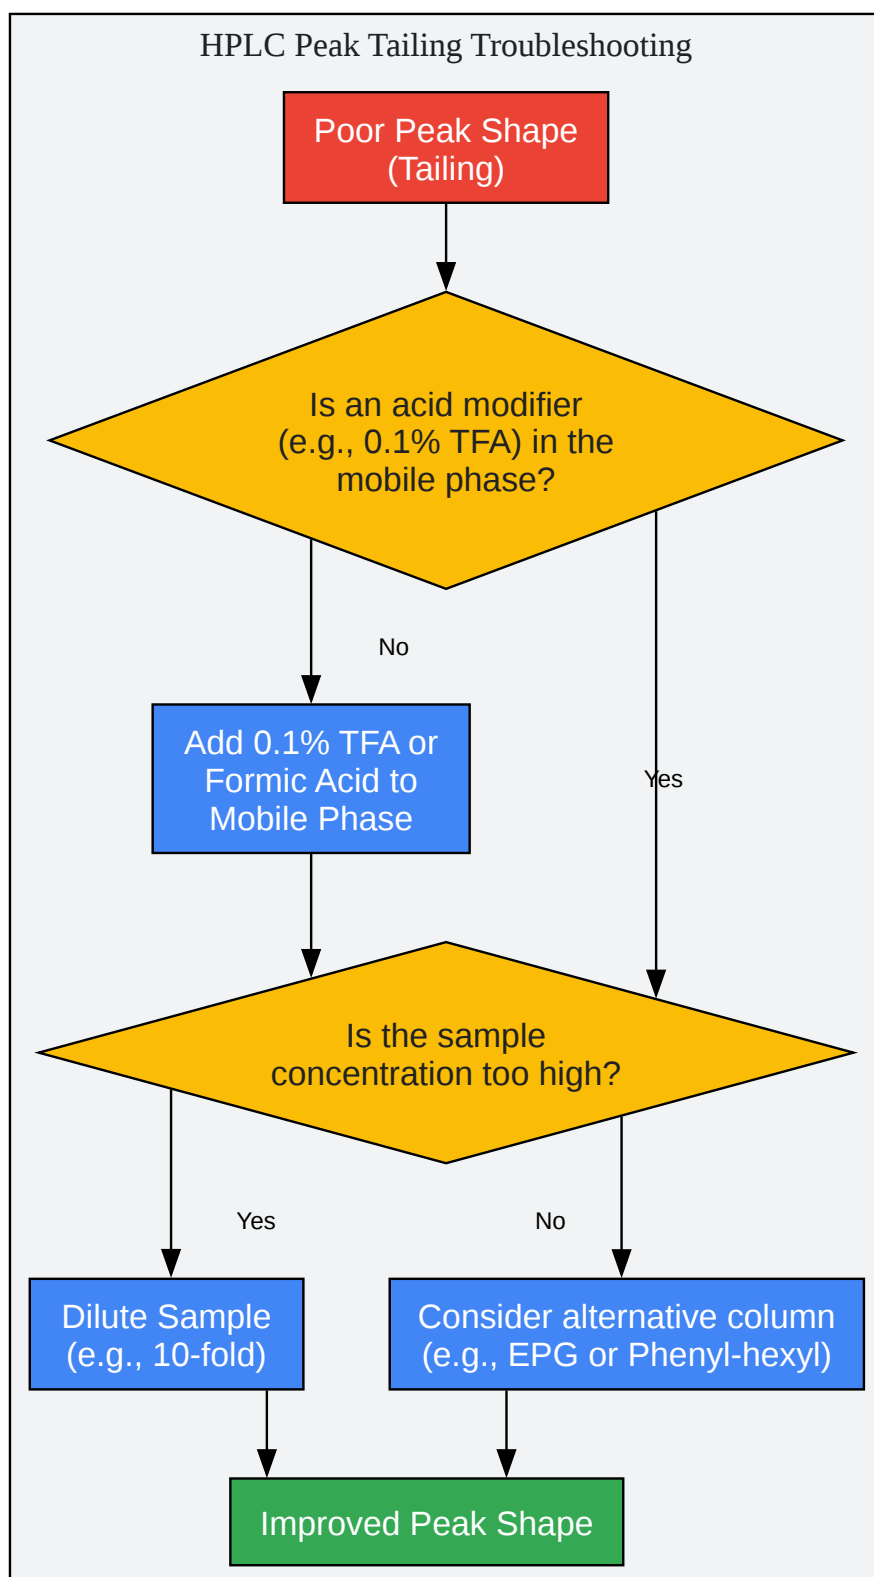 HPLC Peak Tailing Troubleshooting
Poor Peak Shape
(Tailing)
Is an acid modifier
(e.g., 0.1% TFA) in the
mobile phase?
No
Add 0.1% TFA or
Formic Acid to
Mobile Phase
Yes
Is the sample
concentration too high?
Yes
No
Dilute Sample
(e.g., 10-fold)
Consider alternative column
(e.g., EPG or Phenyl-hexyl)
Improved Peak Shape